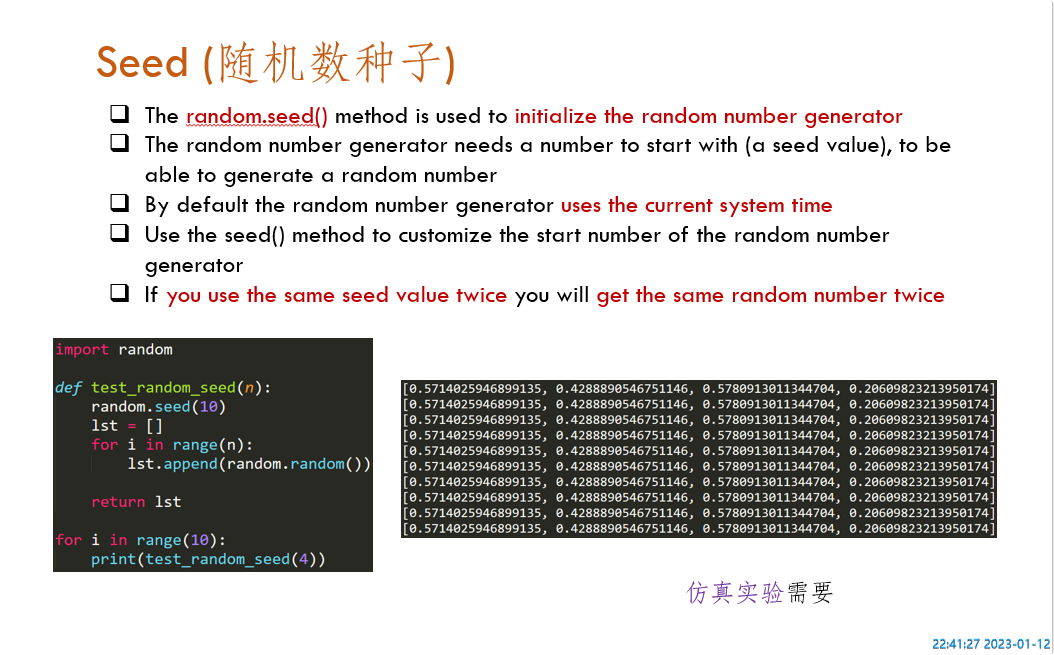 Seed (随机数种子)
The random.seed() method is used to initialize the random number generator
The random number generator needs a number to start with (a seed value), to be
able to generate a random number
By default the random number generator uses the current system time
Use the seed() method to customize the start number of the random number
generator
If you use the same seed value twice you will get the same random number twice
import random
def test_random_seed(n):
    random.seed(10)
    lst = []
    for i in range(n):
        lst.append(random.random())
    return lst
for i in range(10):
    print(test_random_seed(4))
[0.5714025946899135, 0.4288890546751146, 0.5780913011344704, 0.20609823213950174]
[0.5714025946899135, 0.4288890546751146, 0.5780913011344704, 0.20609823213950174]
[0.5714025946899135, 0.4288890546751146, 0.5780913011344704, 0.20609823213950174]
[0.5714025946899135, 0.4288890546751146, 0.5780913011344704, 0.20609823213950174]
[0.5714025946899135, 0.4288890546751146, 0.5780913011344704, 0.20609823213950174]
[0.5714025946899135, 0.4288890546751146, 0.5780913011344704, 0.20609823213950174]
[0.5714025946899135, 0.4288890546751146, 0.5780913011344704, 0.20609823213950174]
[0.5714025946899135, 0.4288890546751146, 0.5780913011344704, 0.20609823213950174]
[0.5714025946899135, 0.4288890546751146, 0.5780913011344704, 0.20609823213950174]
[0.5714025946899135, 0.4288890546751146, 0.5780913011344704, 0.20609823213950174]
仿真实验需要
22:41:27 2023-01-12